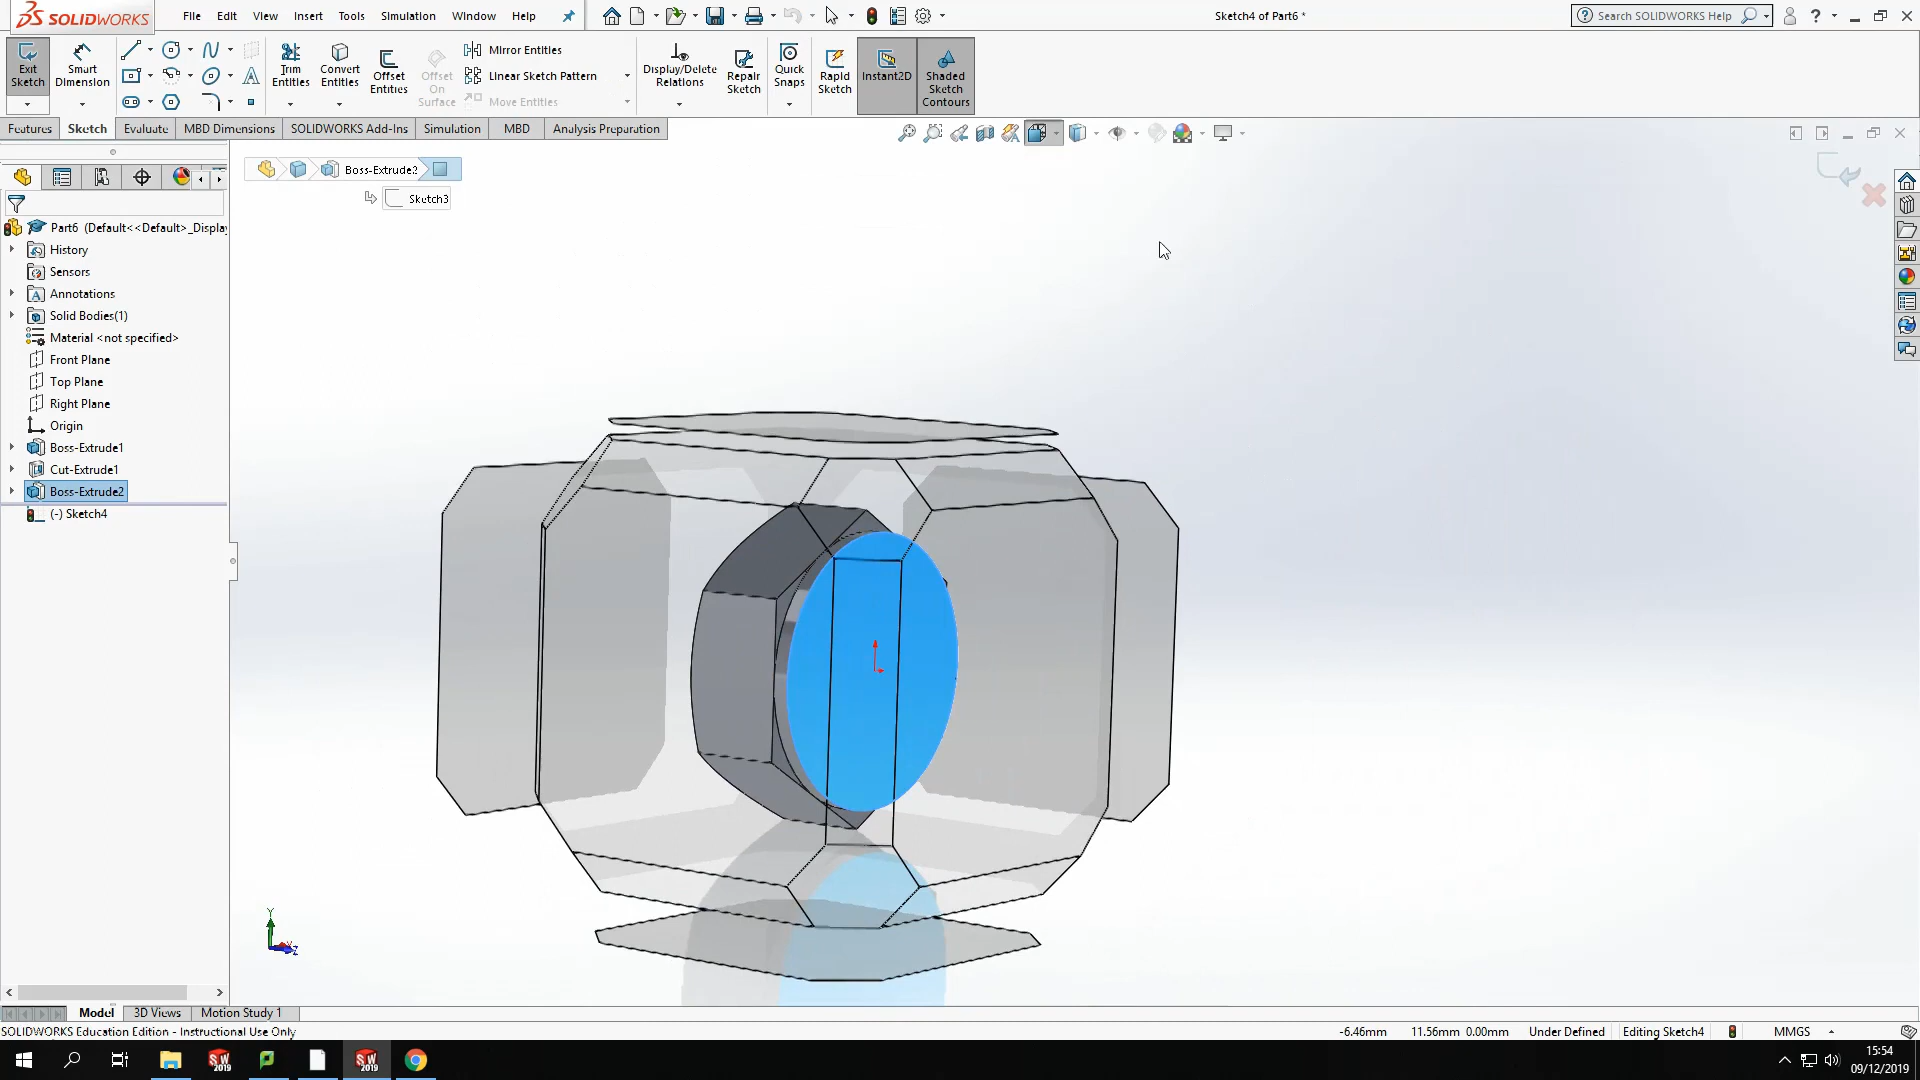 SOLIDWORKS
File Edit View Insert Tools Simulation Window Help
Sketch4 of Part6 *
Search SOLIDWORKS Help
Exit Sketch
Smart Dimension
Trim Entities
Convert Entities
Offset Entities
Offset On Surface
Mirror Entities
Linear Sketch Pattern
Move Entities
Display/Delete Relations
Repair Sketch
Quick Snaps
Rapid Sketch
Instant2D
Shaded Sketch Contours
Features Sketch Evaluate MBD Dimensions SOLIDWORKS Add-Ins Simulation MBD Analysis Preparation
Boss-Extrude2
Sketch3
Part6 (Default<<Default>_Displa
History
Sensors
Annotations
Solid Bodies(1)
Material <not specified>
Front Plane
Top Plane
Right Plane
Origin
Boss-Extrude1
Cut-Extrude1
Boss-Extrude2
(-) Sketch4
Y
Z
Model 3D Views Motion Study 1
SOLIDWORKS Education Edition - Instructional Use Only
-6.46mm 11.56mm 0.00mm Under Defined Editing Sketch4 MMGS
SW 2019
SW 2019
15:54
09/12/2019